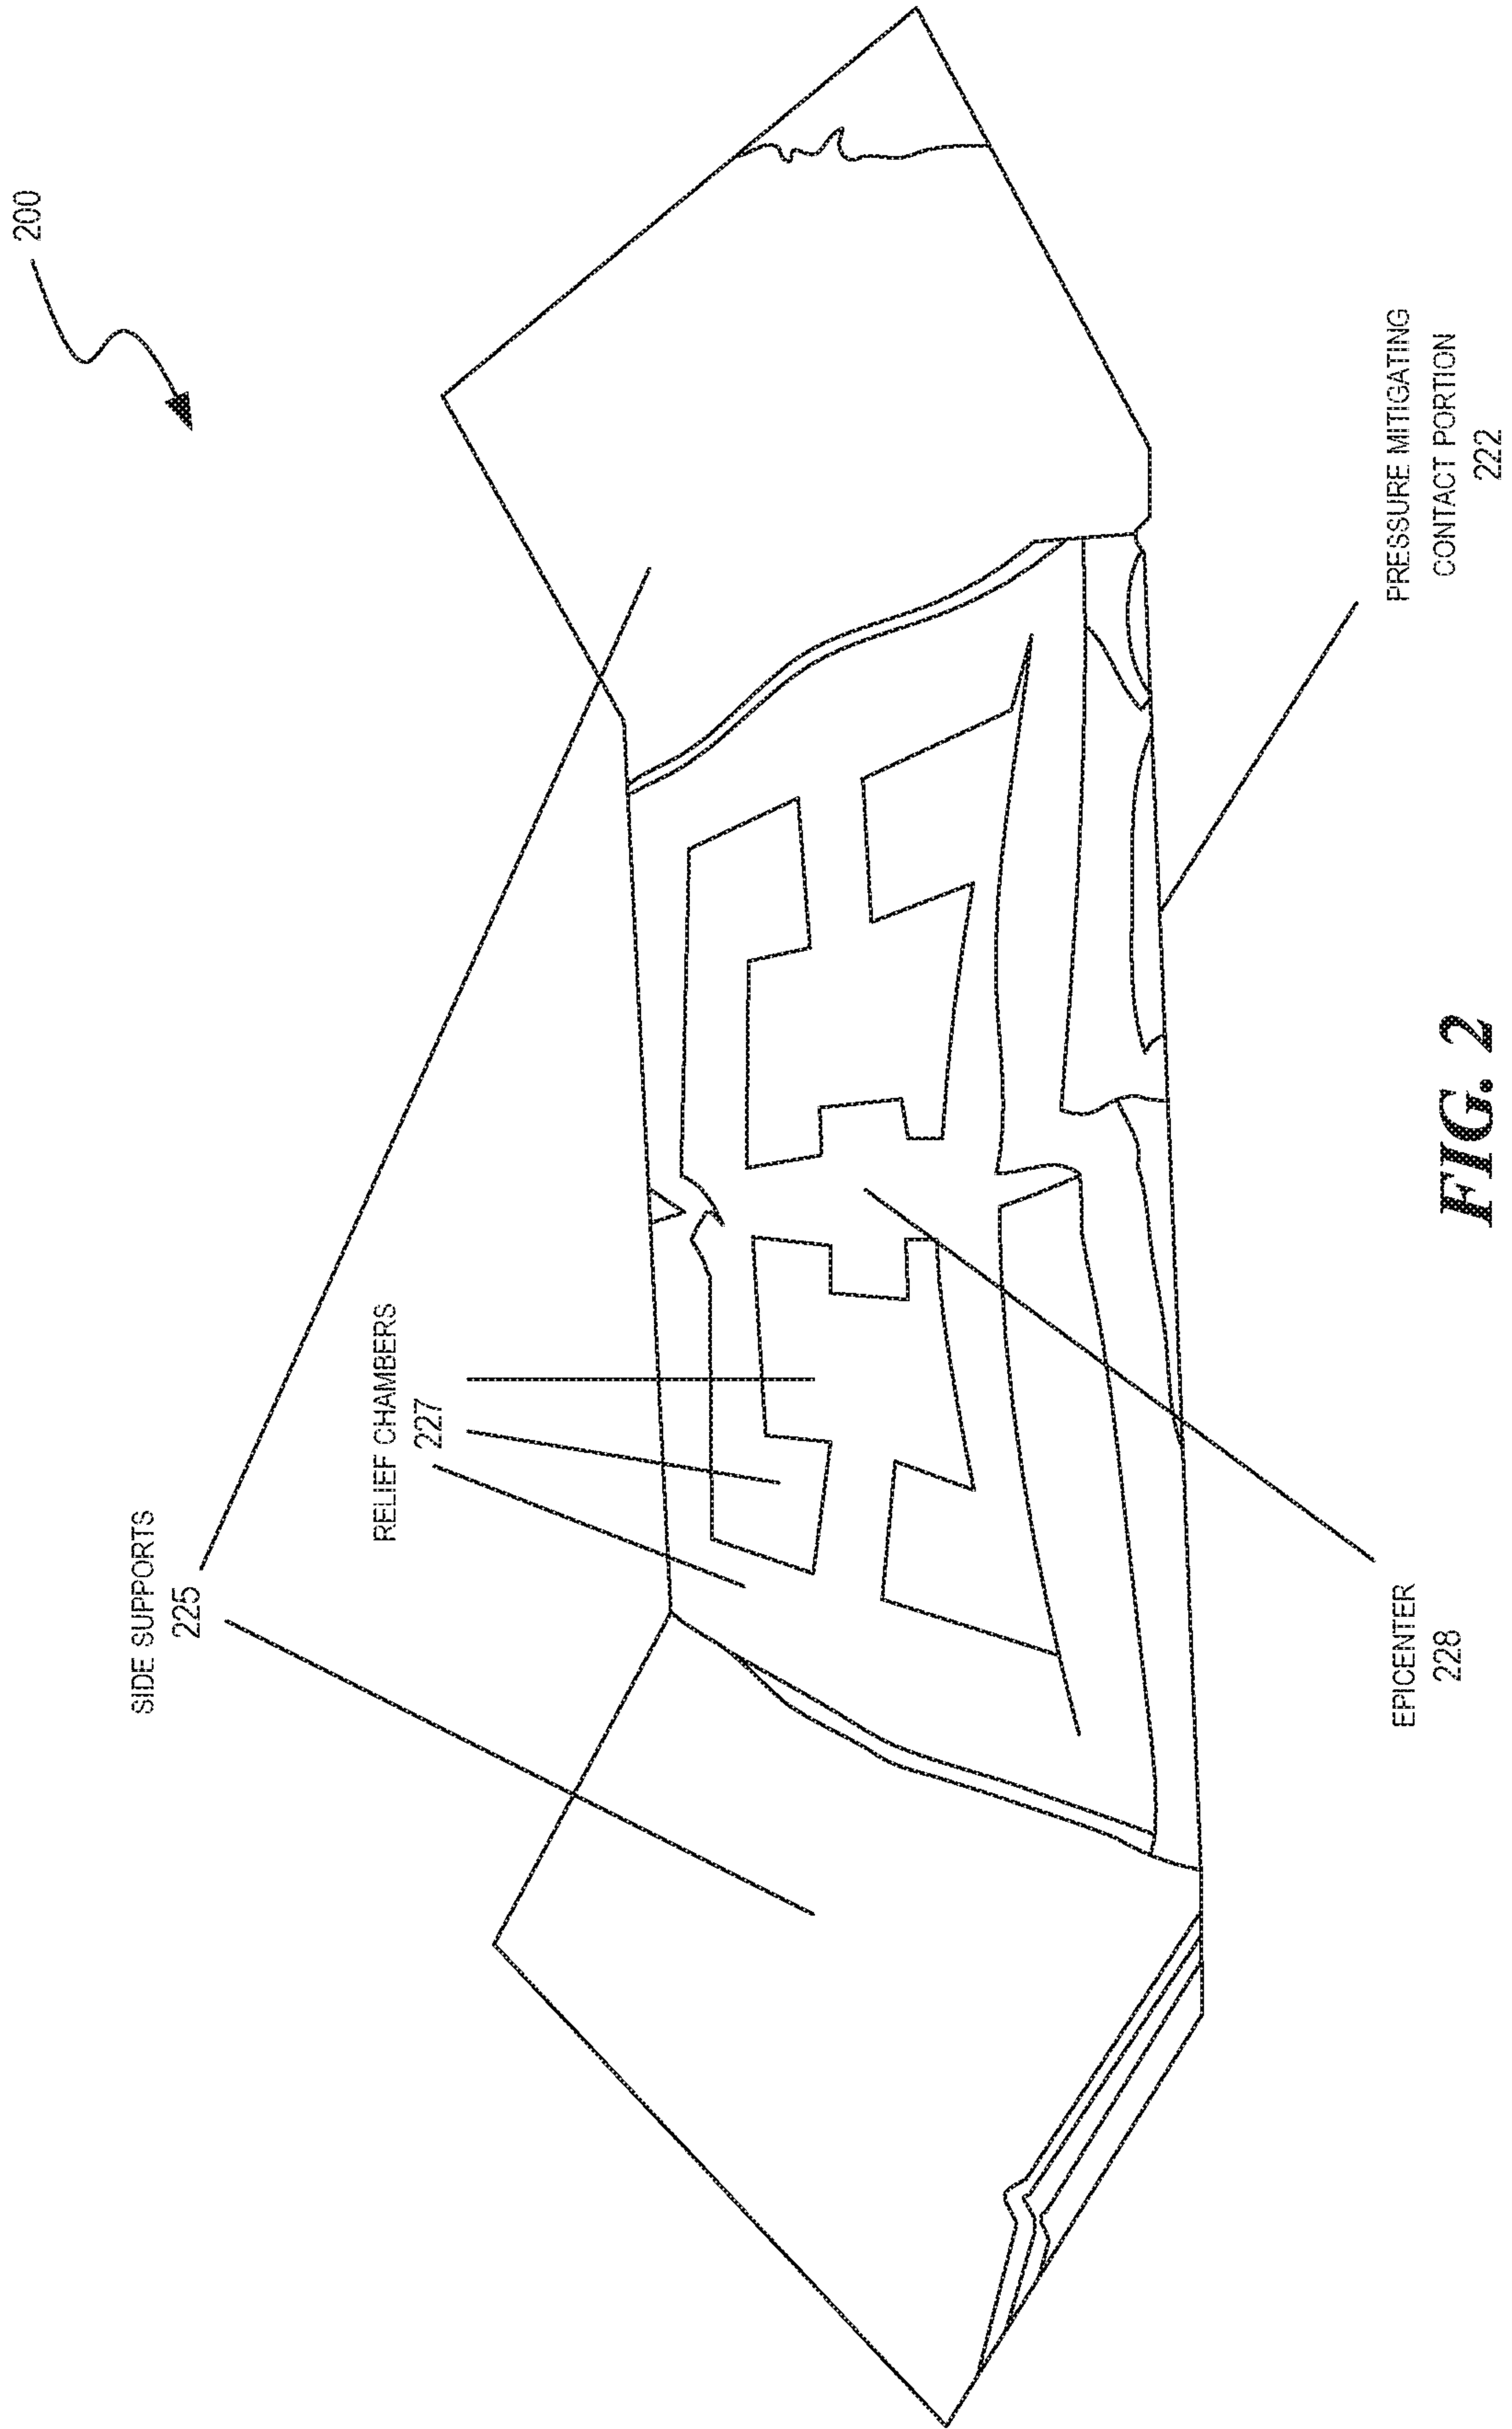 200
SIDE SUPPORTS
225
RELIEF CHAMBERS
227
EPICENTER
228
PRESSURE MITIGATING
CONTACT PORTION
222
FIG. 2